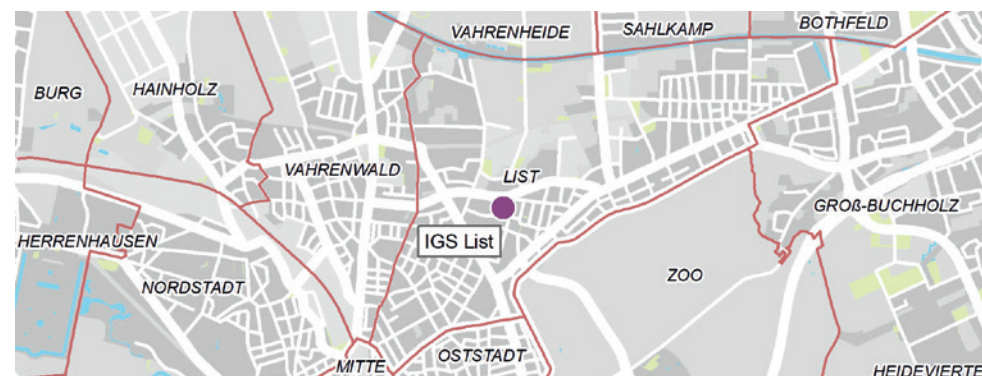 VAHRENHEIDE
SAHLKAMP
BOTHFELD
BURG
HAINHOLZ
VAHRENWALD
LIST
GROß-BUCHHOLZ
HERRENHAUSEN
IGS List
ZOO
NORDSTADT
MITTE
OSTSTADT
HEIDEVIERTE